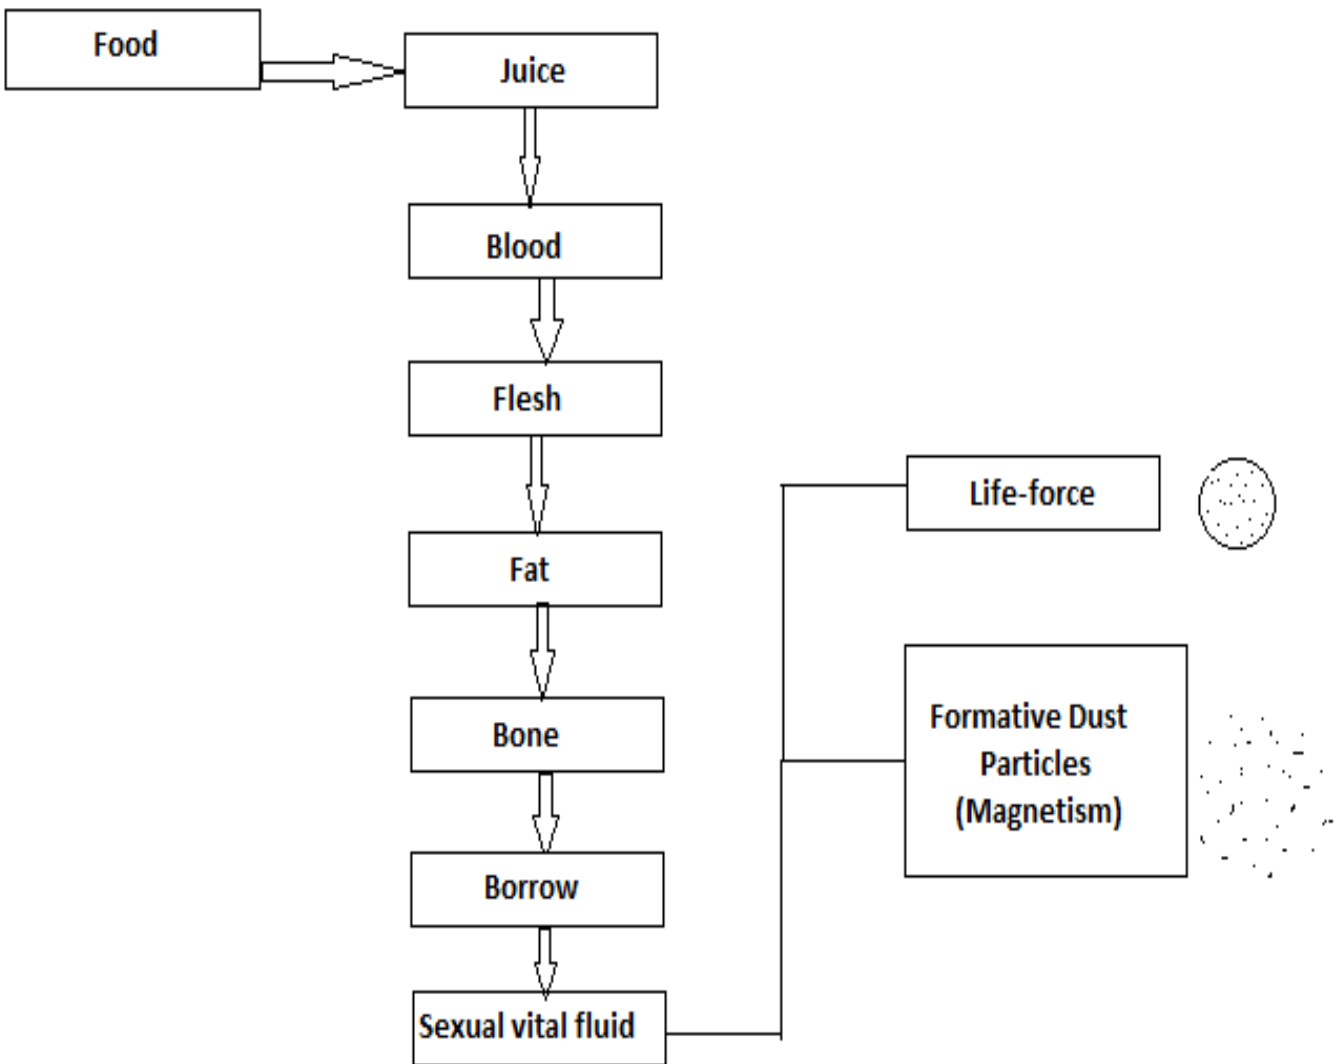 Food
Juice
Blood
Flesh
Fat
Bone
Borrow
Sexual vital fluid
Life-force
Formative Dust
Particles
(Magnetism)